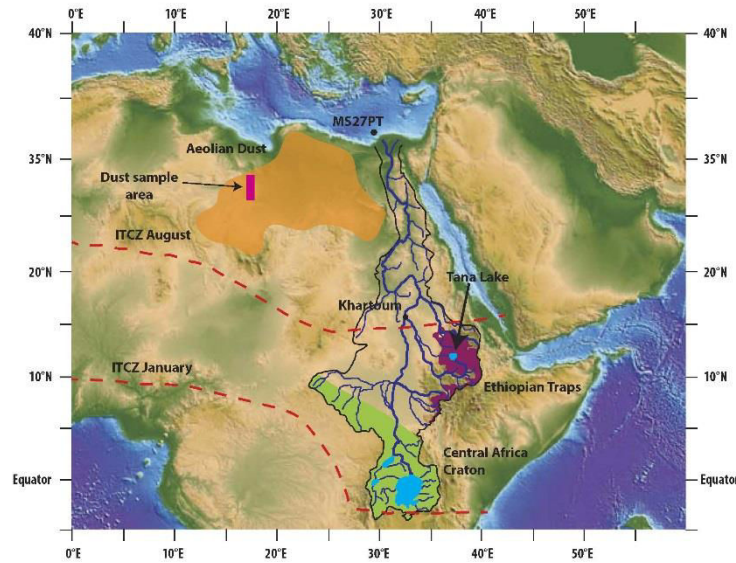 0°E 10°E 20°E 30°E 40°E 50°E
40°N 40°N
MS27PT
Aeolian Dust
35°N 35°N
Dust sample
area
ITCZ August
20°N 20°N
Tana Lake
Khartoum
ITCZ January
10°N 10°N
Ethiopian Traps
Central Africa
Craton
Equator Equator
0°E 10°E 20°E 30°E 40°E 50°E